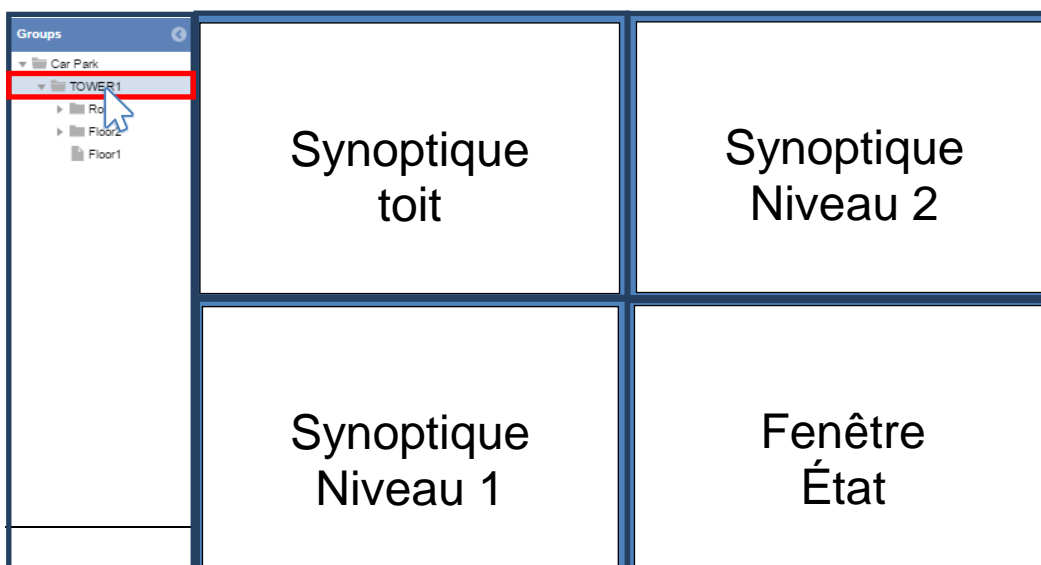 Groups
Car Park
TOWER1
Floor2
Floor1
Synoptique
toit
Synoptique
Niveau 2
Synoptique
Niveau 1
Fenêtre
État